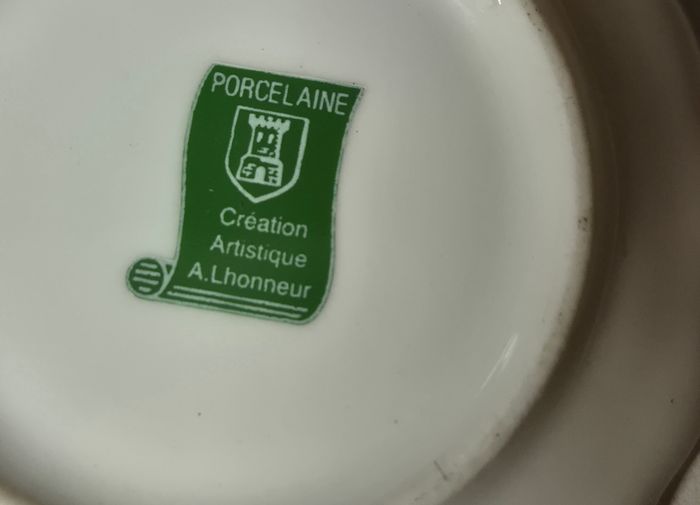 PORCELAINE
Création
Artistique
A.Lhonneur